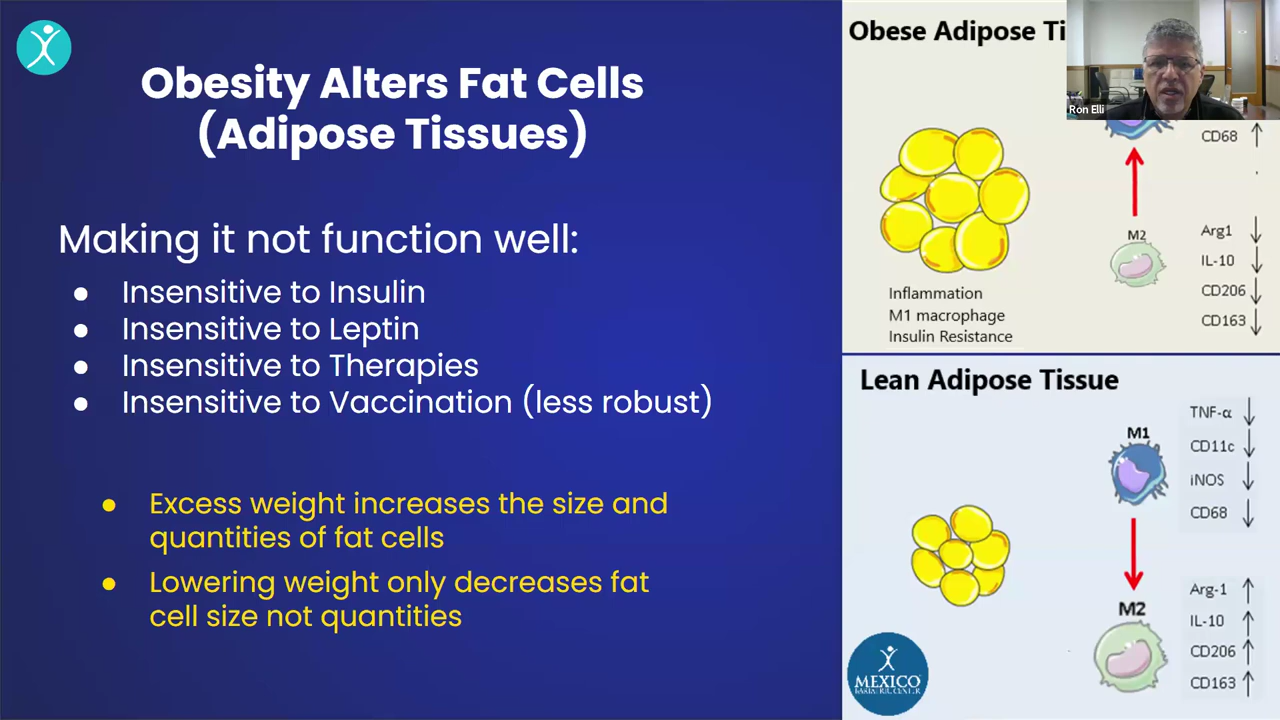 Obesity Alters Fat Cells
(Adipose Tissues)
Making it not function well:
● Insensitive to Insulin
● Insensitive to Leptin
● Insensitive to Therapies
● Insensitive to Vaccination (less robust)
● Excess weight increases the size and
quantities of fat cells
● Lowering weight only decreases fat
cell size not quantities
Obese Adipose Ti
Ron Elli
CD68 ↑
M2
Arg1 ↓
IL-10 ↓
CD206 ↓
CD163 ↓
Inflammation
M1 macrophage
Insulin Resistance
Lean Adipose Tissue
M1
TNF-α ↓
CD11c ↓
iNOS ↓
CD68 ↓
M2
Arg-1 ↑
IL-10 ↑
CD206 ↑
CD163 ↑
MEXICO
BARIATRIC CENTER